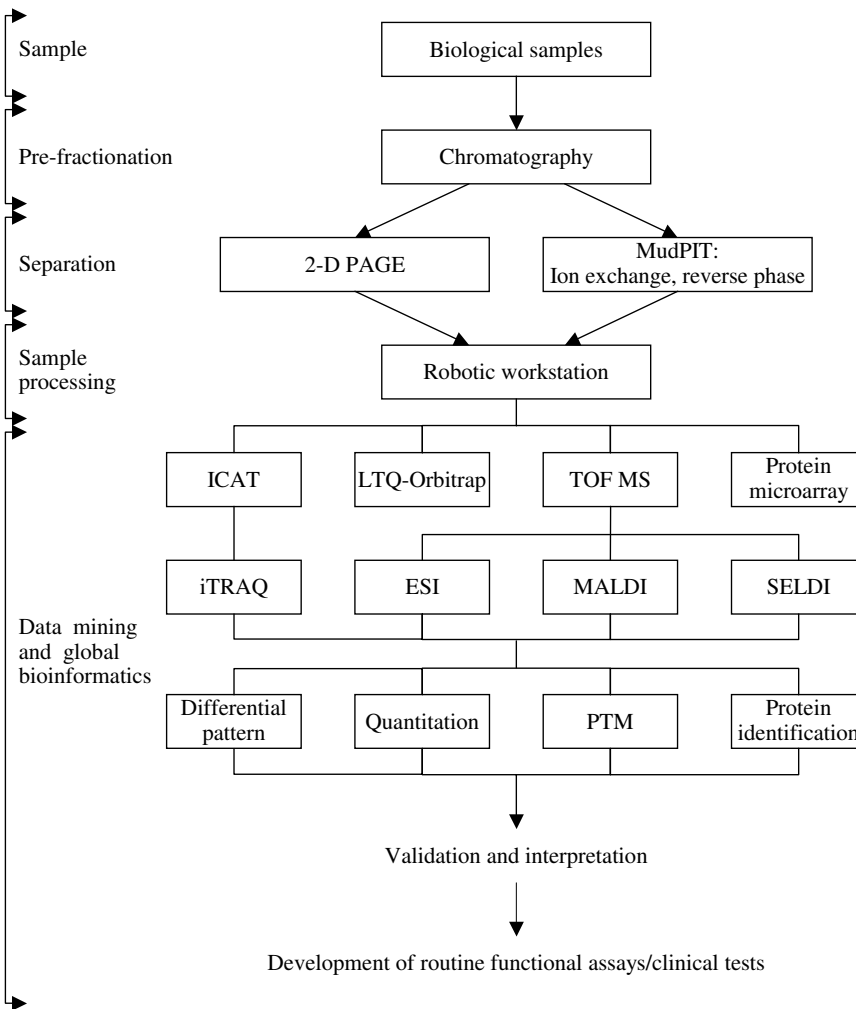 Sample
Biological samples
Pre-fractionation
Chromatography
Separation
2-D PAGE
MudPIT:
Ion exchange, reverse phase
Sample
processing
Robotic workstation
ICAT
LTQ-Orbitrap
TOF MS
Protein
microarray
iTRAQ
ESI
MALDI
SELDI
Data mining
and global
bioinformatics
Differential
pattern
Quantitation
PTM
Protein
identification
Validation and interpretation
Development of routine functional assays/clinical tests